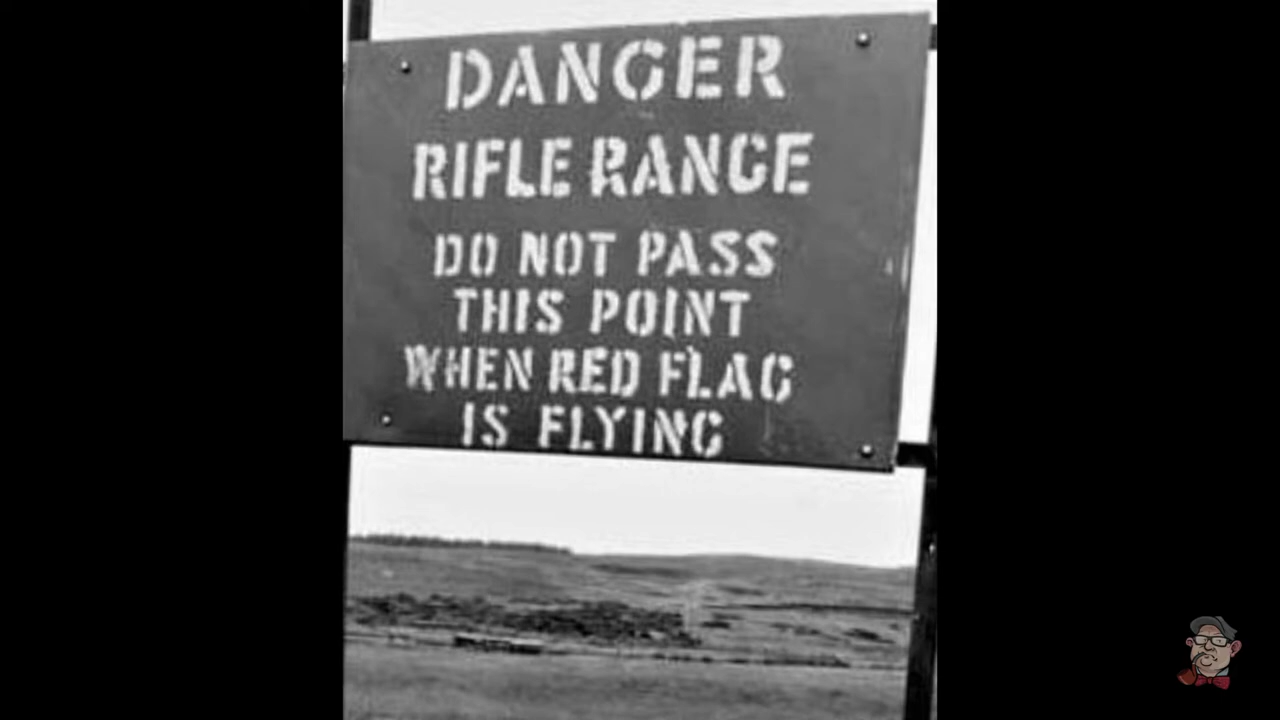 DANGER
RIFLE RANGE
DO NOT PASS
THIS POINT
WHEN RED FLAG
IS FLYING